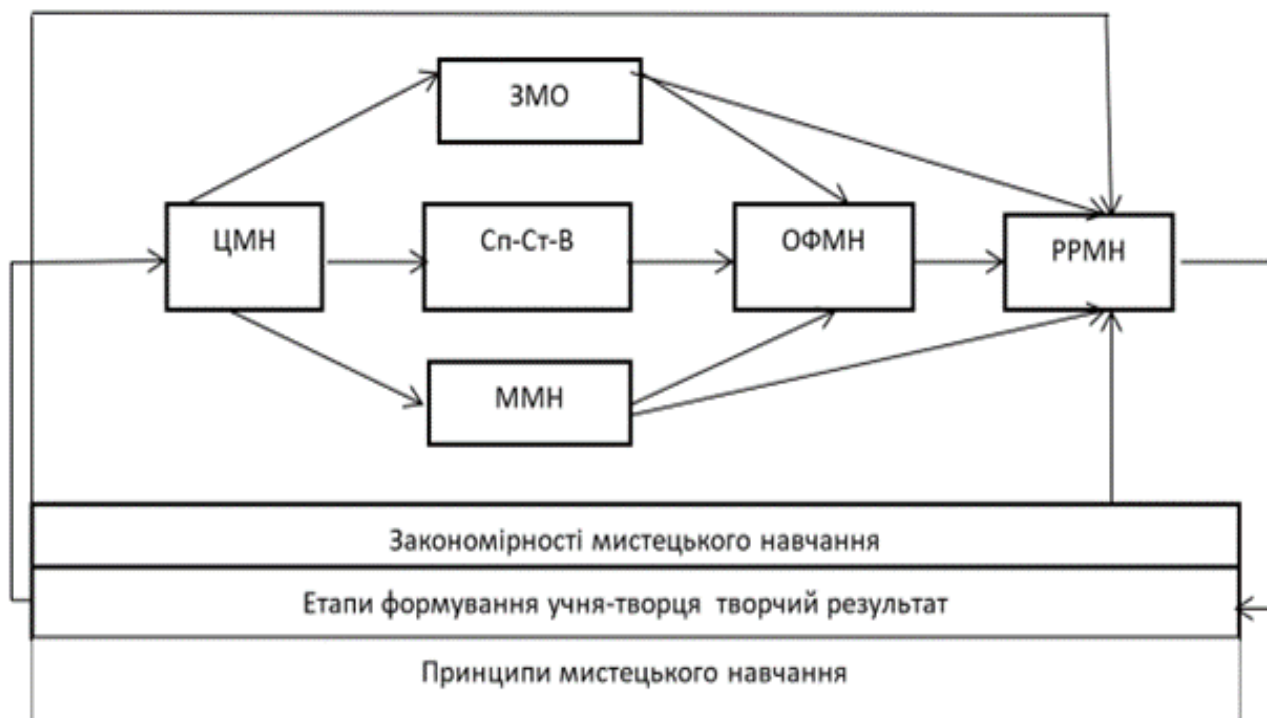 ЗМО
ЦМН
Сп-Ст-В
ОФМН
РРМН
ММН
Закономірності мистецького навчання
Етапи формування учня-творця творчий результат
Принципи мистецького навчання